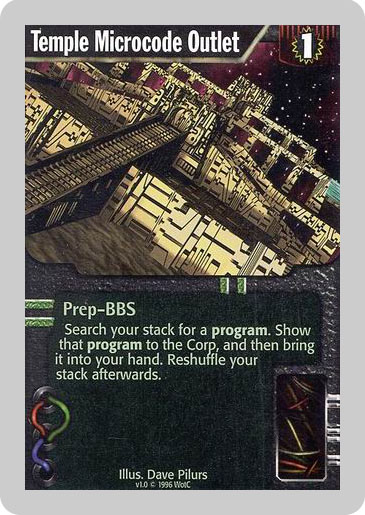 Temple Microcode Outlet
1
Prep-BBS
Search your stack for a program. Show
that program to the Corp, and then bring
it into your hand. Reshuffle your
stack afterwards.
Illus. Dave Pilurs
v1.0 © 1996 WotC